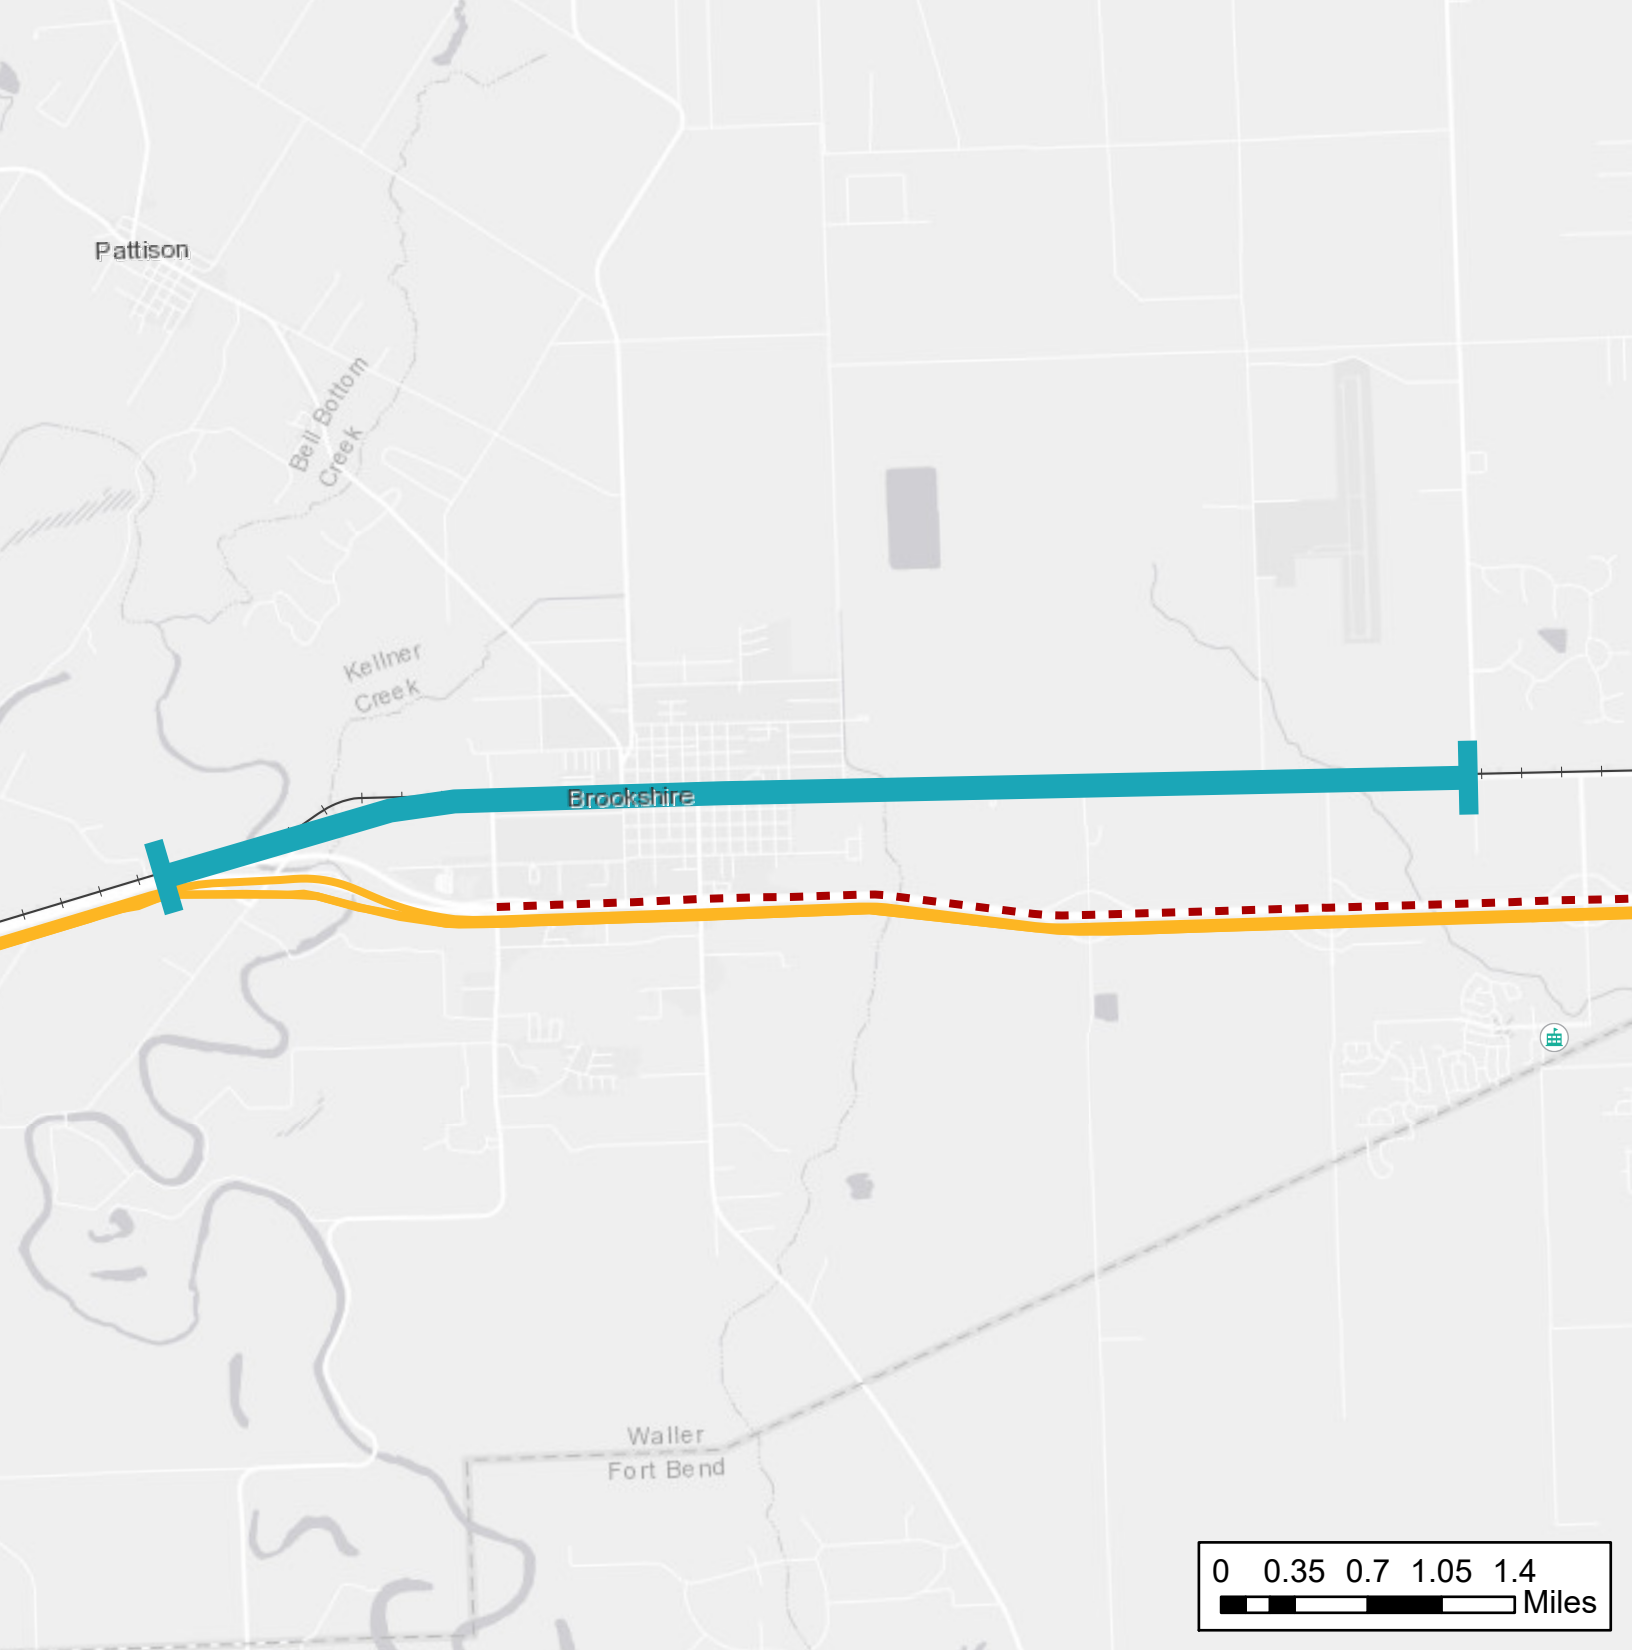 Pattison
Bell Bottom
Creek
Kellner
Creek
Brookshire
Waller
Fort Bend
0 0.35 0.7 1.05 1.4
Miles